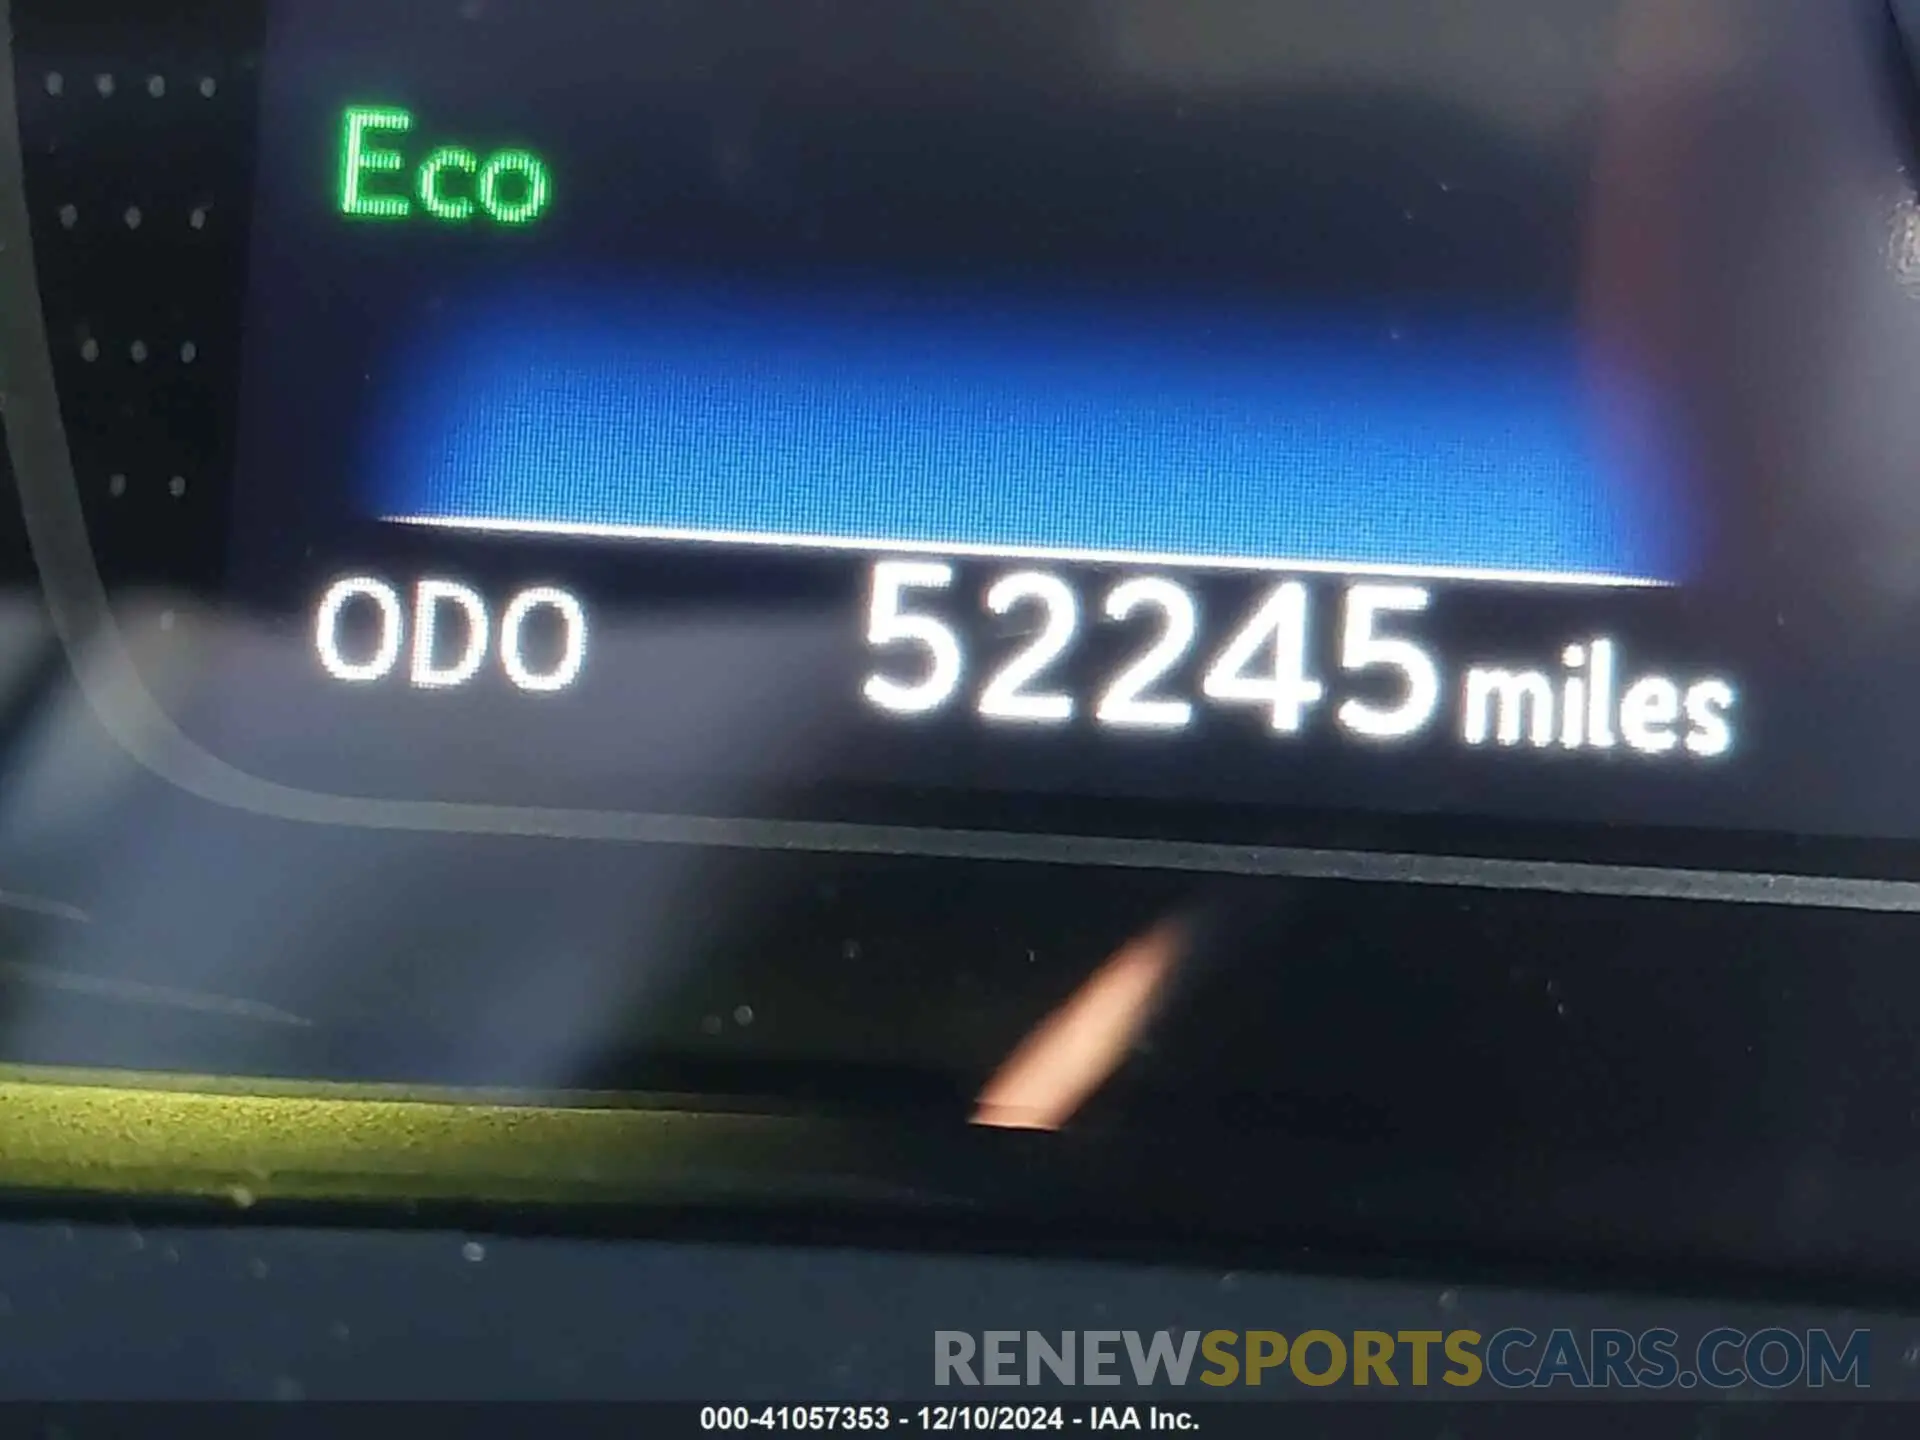 Eco
ODO 52245 miles
RENEWSPORTSCARS.COM
000-41057353 - 12/10/2024 - IAA Inc.